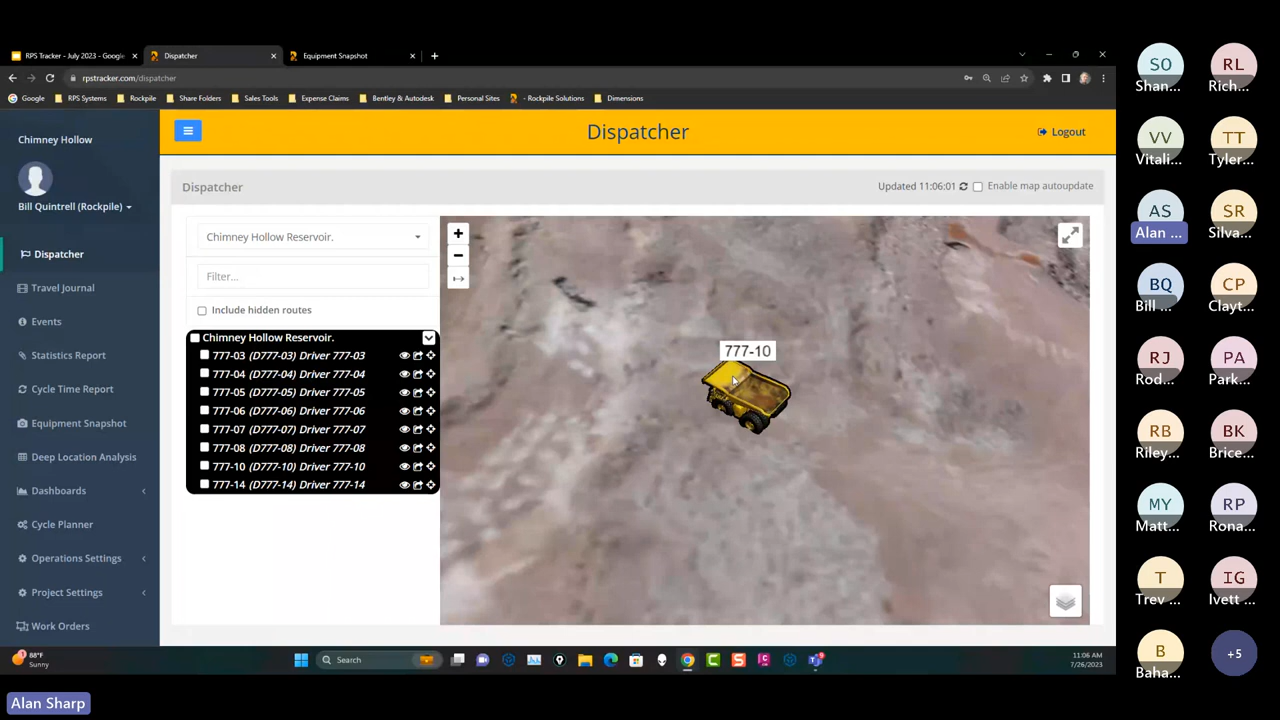 RPS Tracker - July 2023 - Google
Dispatcher
Equipment Snapshot
rpstracker.com/dispatcher
Google
RPS Systems
Rockpile
Share Folders
Sales Tools
Expense Claims
Bentley & Autodesk
Personal Sites
- Rockpile Solutions
Dimensions
Chimney Hollow
Dispatcher
Logout
Bill Quintrell (Rockpile)
Dispatcher
Updated 11:06:01
Enable map autoupdate
Dispatcher
Travel Journal
Events
Statistics Report
Cycle Time Report
Equipment Snapshot
Deep Location Analysis
Dashboards
Cycle Planner
Operations Settings
Project Settings
Work Orders
Chimney Hollow Reservoir.
Filter...
Include hidden routes
Chimney Hollow Reservoir.
777-03 (D777-03) Driver 777-03
777-04 (D777-04) Driver 777-04
777-05 (D777-05) Driver 777-05
777-06 (D777-06) Driver 777-06
777-07 (D777-07) Driver 777-07
777-08 (D777-08) Driver 777-08
777-10 (D777-10) Driver 777-10
777-14 (D777-14) Driver 777-14
+
−
777-10
88°F
Sunny
Search
11:06 AM
7/26/2023
Alan Sharp
SO
Shan...
RL
Rich...
VV
Vitali...
TT
Tyler...
AS
Alan ...
SR
Silva...
BQ
Bill ...
CP
Clayt...
RJ
Rod...
PA
Park...
RB
Riley...
BK
Brice...
MY
Matt...
RP
Rona...
T
Trev ...
IG
Ivett ...
B
Baha...
+5